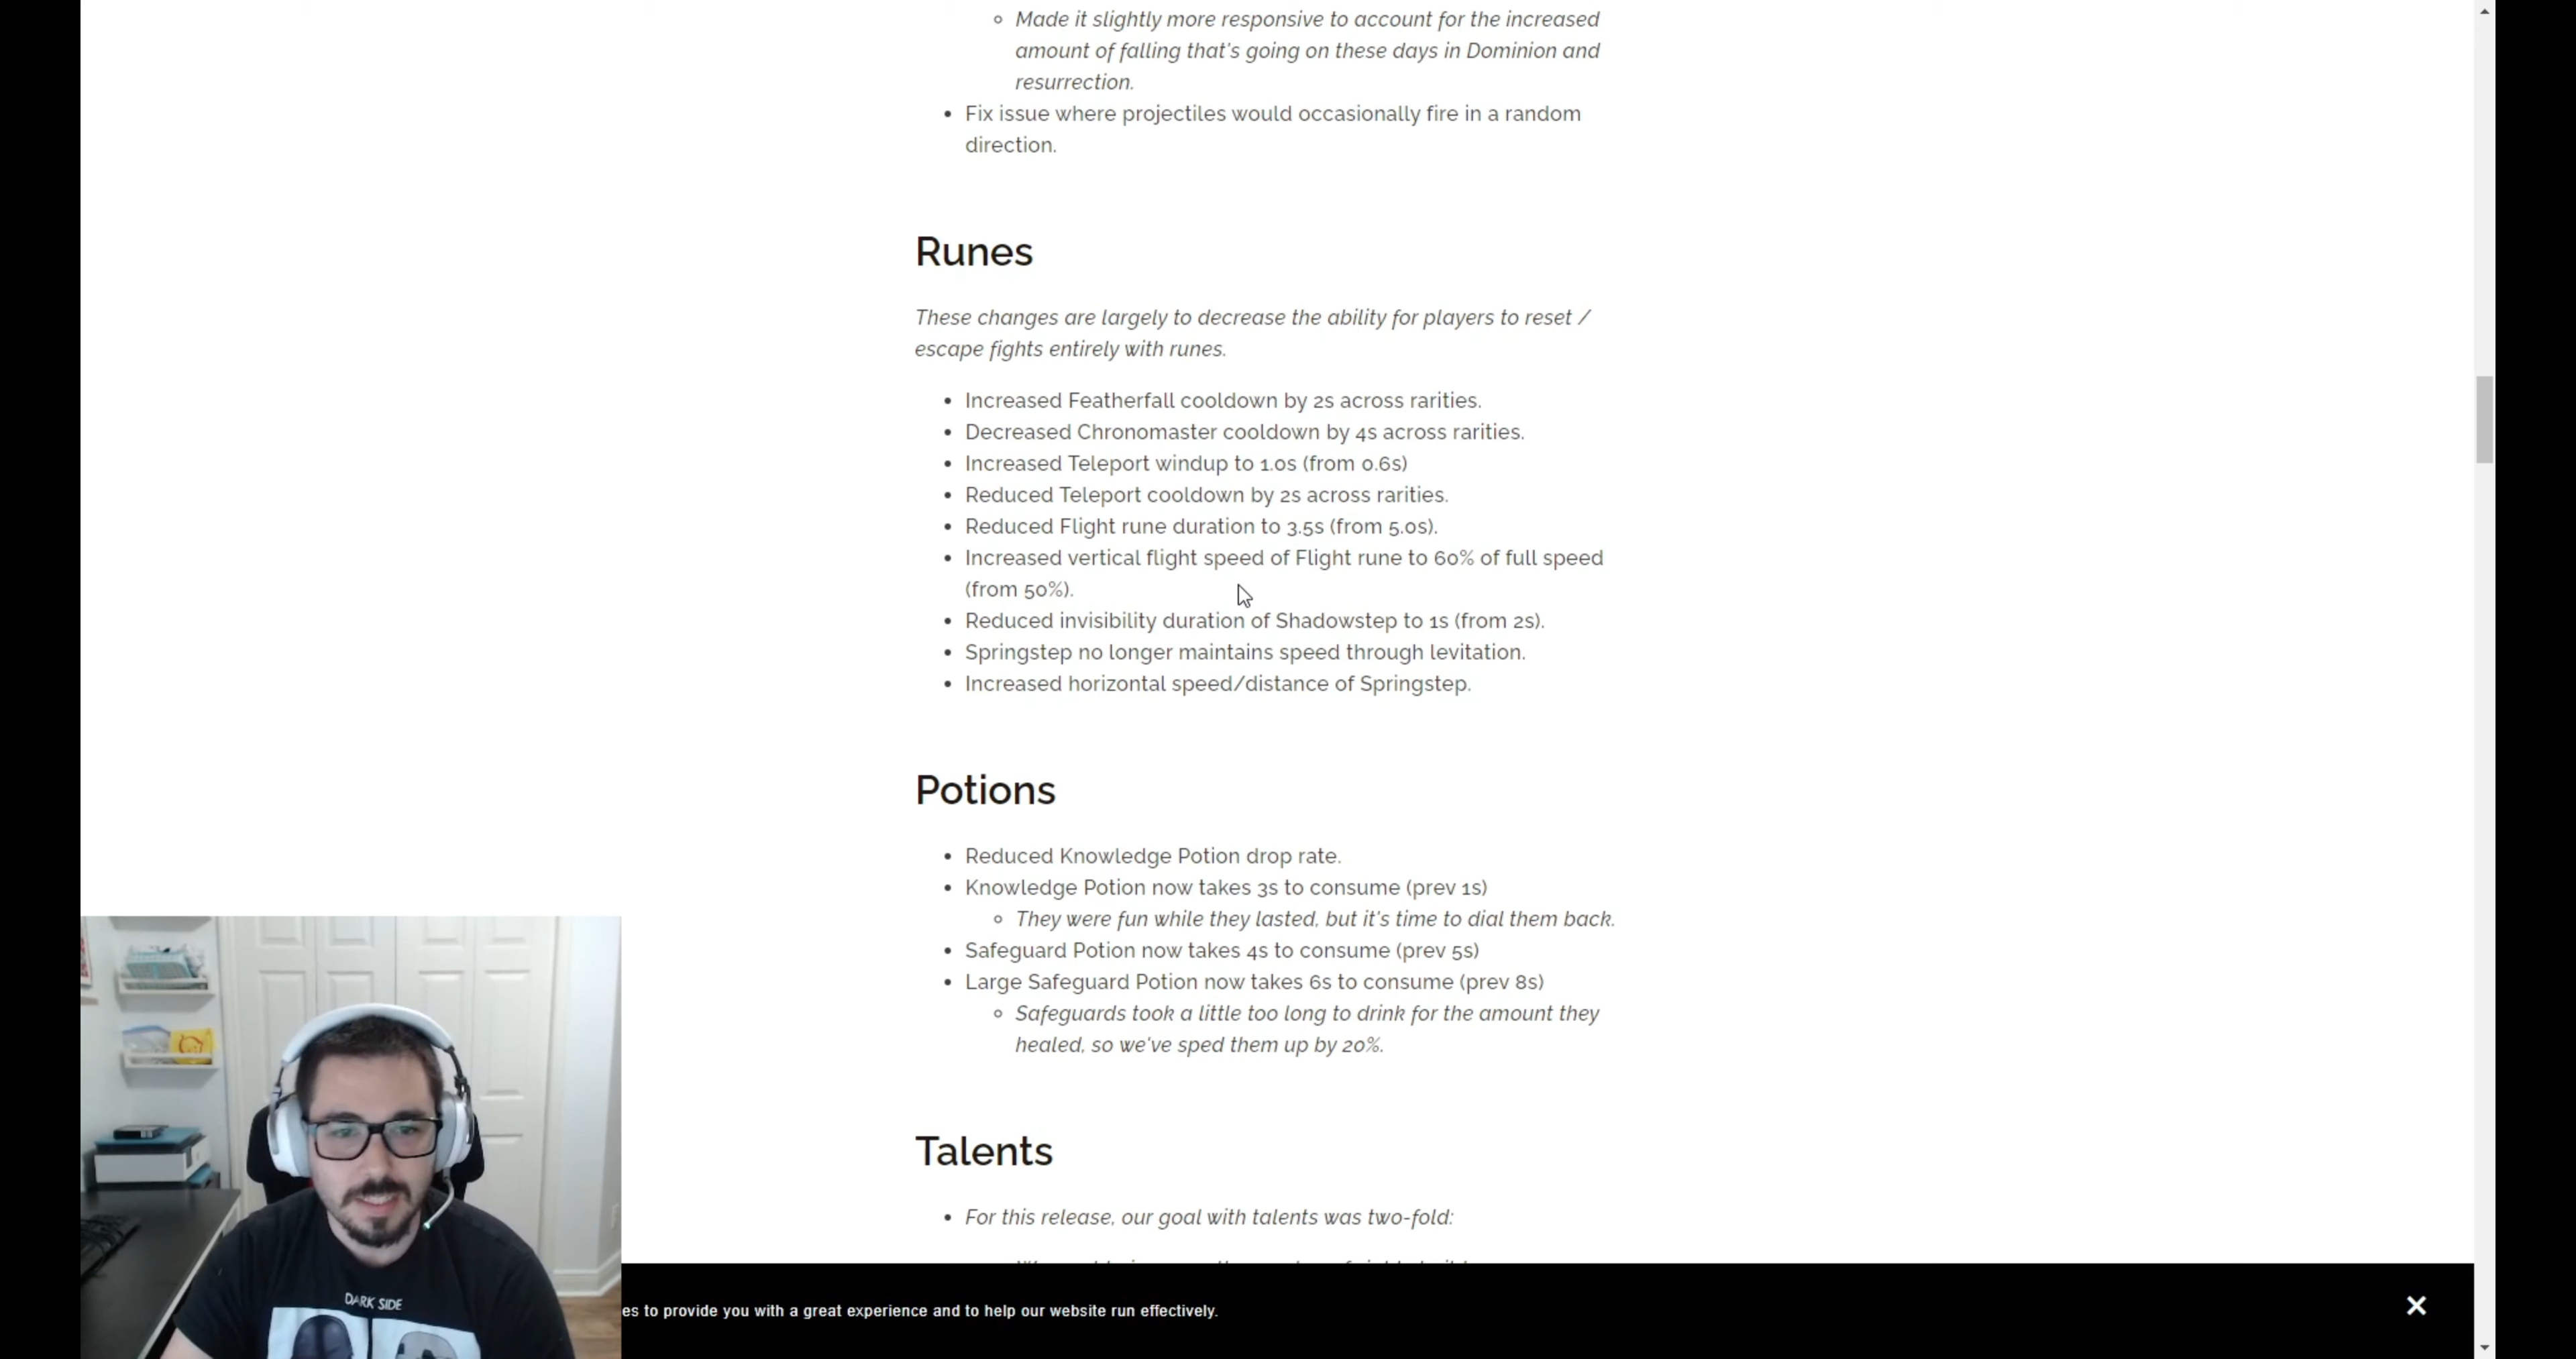 Made it slightly more responsive to account for the increased
amount of falling that's going on these days in Dominion and
resurrection.
Fix issue where projectiles would occasionally fire in a random
direction.
Runes
These changes are largely to decrease the ability for players to reset /
escape fights entirely with runes.
Increased Featherfall cooldown by 2s across rarities.
Decreased Chronomaster cooldown by 4s across rarities.
Increased Teleport windup to 1.0s (from 0.6s)
Reduced Teleport cooldown by 2s across rarities.
Reduced Flight rune duration to 3.5s (from 5.0s).
Increased vertical flight speed of Flight rune to 60% of full speed
(from 50%).
Reduced invisibility duration of Shadowstep to 1s (from 2s).
Springstep no longer maintains speed through levitation.
Increased horizontal speed/distance of Springstep.
Potions
Reduced Knowledge Potion drop rate.
Knowledge Potion now takes 3s to consume (prev 1s)
They were fun while they lasted, but it's time to dial them back.
Safeguard Potion now takes 4s to consume (prev 5s)
Large Safeguard Potion now takes 6s to consume (prev 8s)
Safeguards took a little too long to drink for the amount they
healed, so we've sped them up by 20%.
Talents
For this release, our goal with talents was two-fold:
es to provide you with a great experience and to help our website run effectively.
DARK SIDE